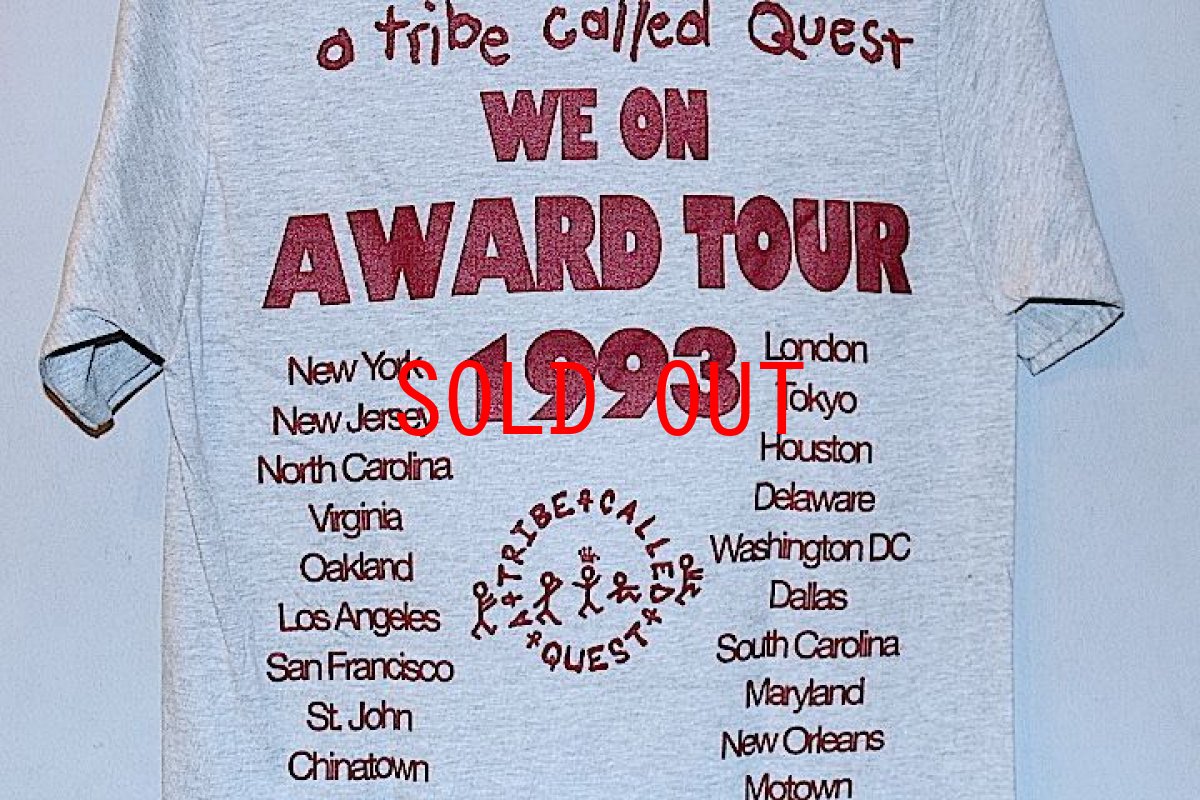 a tribe called Quest
WE ON
AWARD TOUR
1993
SOLD OUT
New York
New Jersey
North Carolina
Virginia
Oakland
Los Angeles
San Francisco
St. John
Chinatown
A TRIBE CALLED
QUEST
London
Tokyo
Houston
Delaware
Washington DC
Dallas
South Carolina
Maryland
New Orleans
Motown